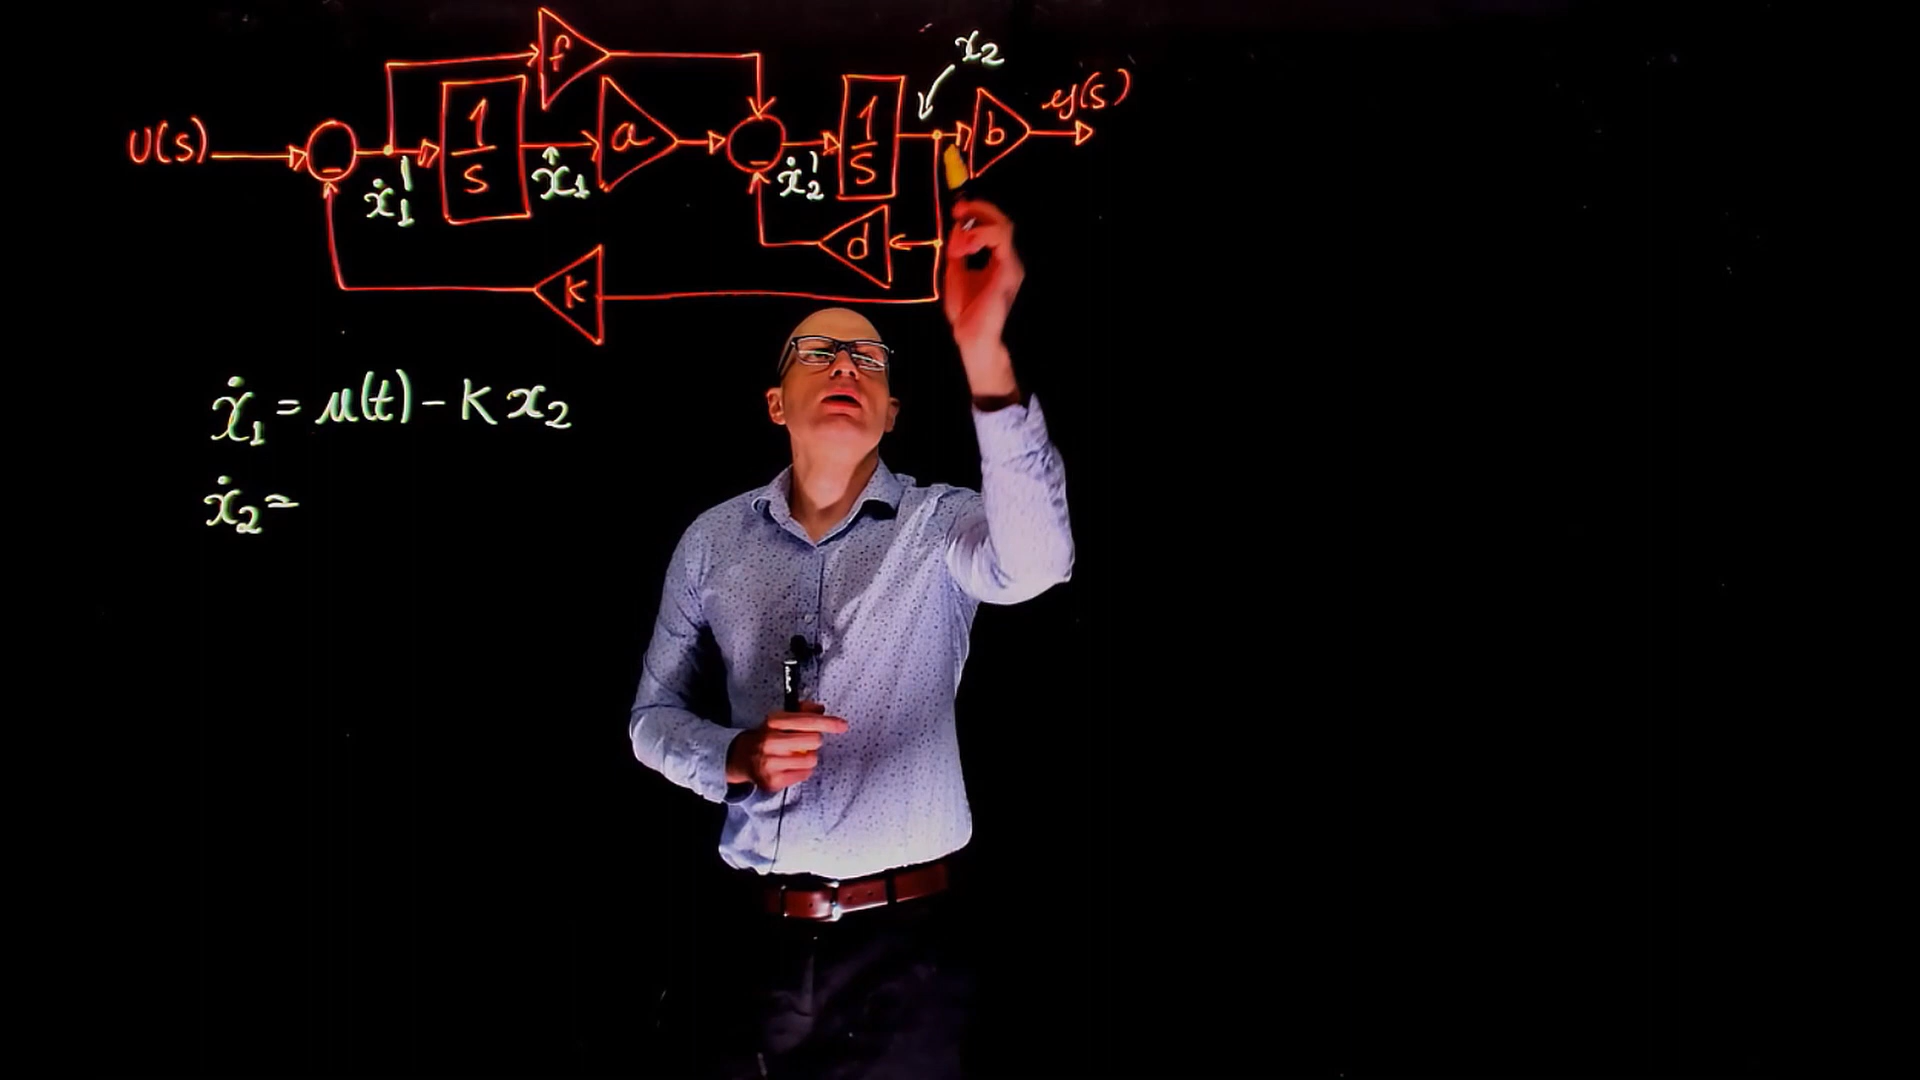 f
x₂
U(s)
1/s
a
1/s
b
y(s)
−
ẋ₁
x₁
−
ẋ₂
d
k
ẋ₁ = u(t) − K x₂
ẋ₂ =